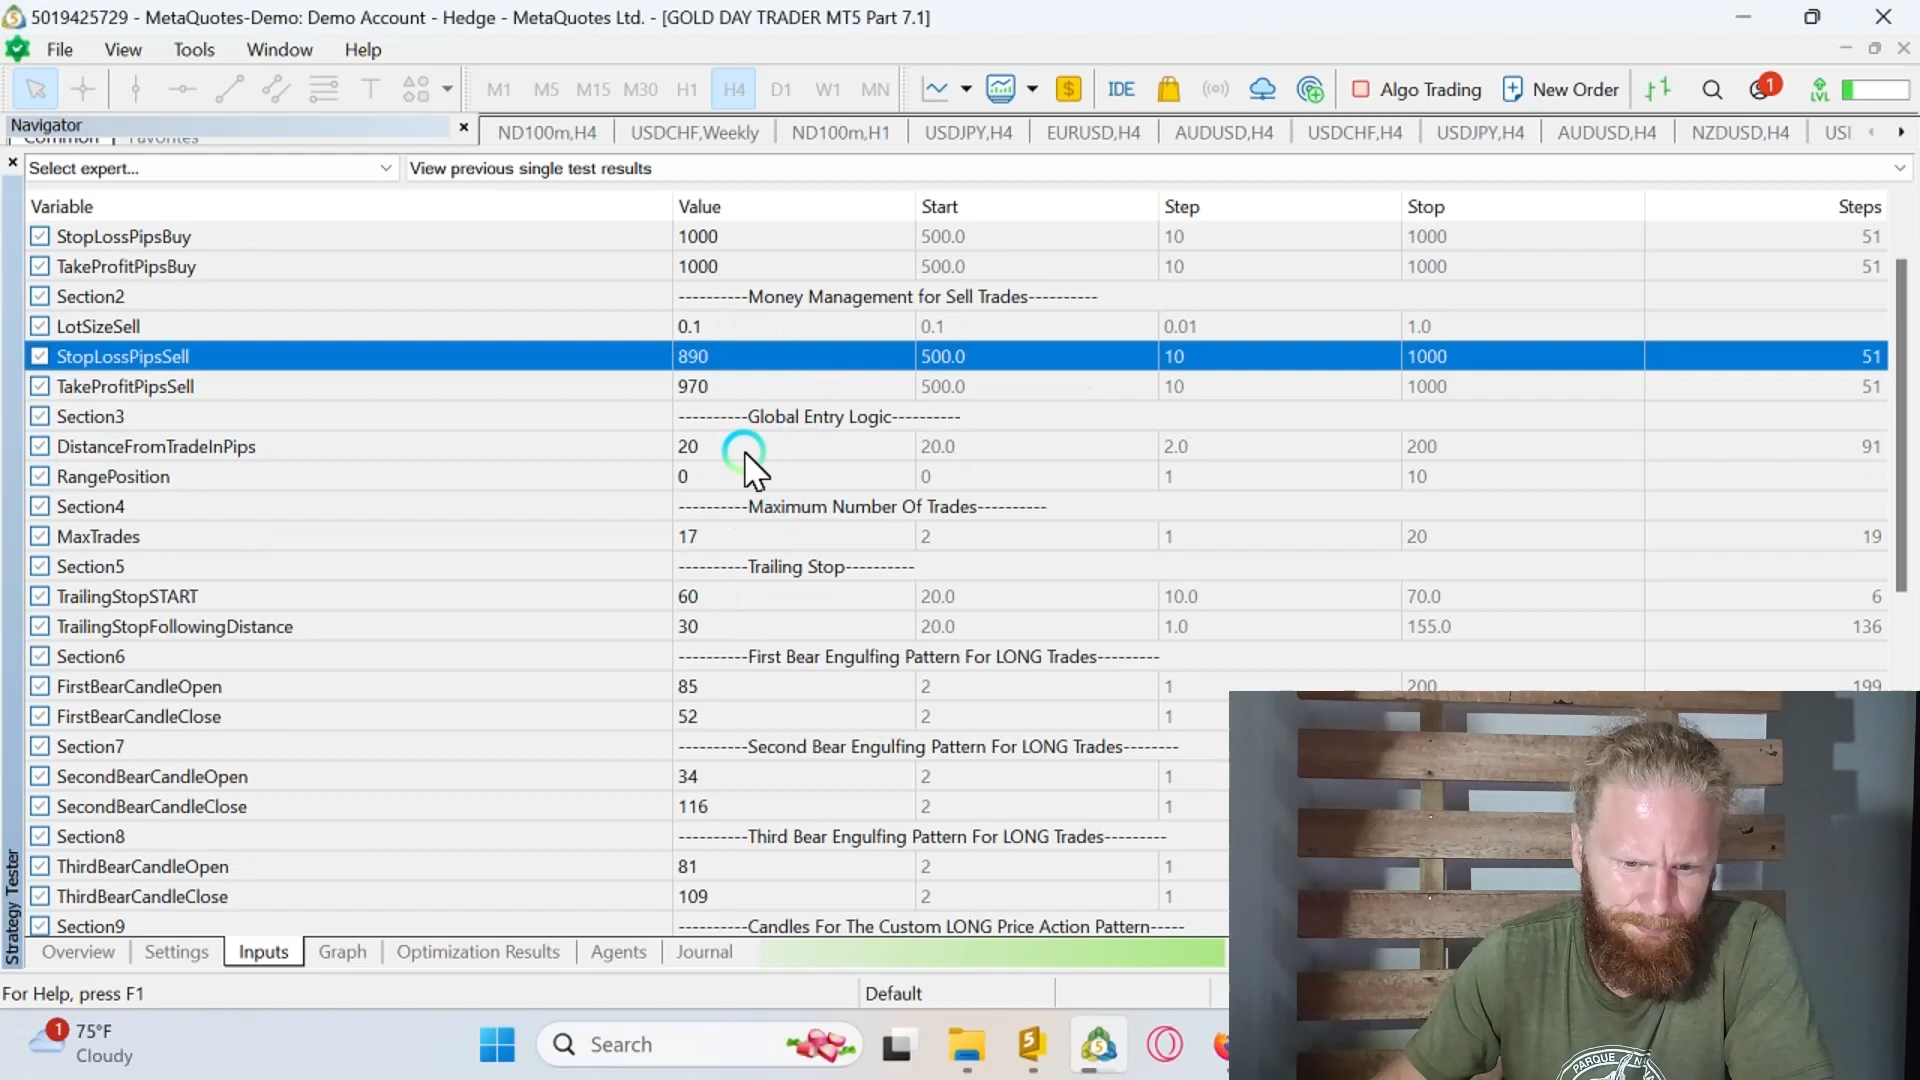 5019425729 - MetaQuotes-Demo: Demo Account - Hedge - MetaQuotes Ltd. - [GOLD DAY TRADER MT5 Part 7.1]
File View Tools Window Help
M1 M5 M15 M30 H1 H4 D1 W1 MN IDE Algo Trading New Order 1 LVL
Navigator
Common Favorites
ND100m,H4 USDCHF,Weekly ND100m,H1 USDJPY,H4 EURUSD,H4 AUDUSD,H4 USDCHF,H4 USDJPY,H4 AUDUSD,H4 NZDUSD,H4
Select expert... View previous single test results
Variable Value Start Step Stop Steps
StopLossPipsBuy 1000 500.0 10 1000 51
TakeProfitPipsBuy 1000 500.0 10 1000 51
Section2 ----------Money Management for Sell Trades----------
LotSizeSell 0.1 0.1 0.01 1.0
StopLossPipsSell 890 500.0 10 1000 51
TakeProfitPipsSell 970 500.0 10 1000 51
Section3 ----------Global Entry Logic----------
DistanceFromTradeInPips 20 20.0 2.0 200 91
RangePosition 0 0 1 10
Section4 ----------Maximum Number Of Trades----------
MaxTrades 17 2 1 20 19
Section5 ----------Trailing Stop----------
TrailingStopSTART 60 20.0 10.0 70.0 6
TrailingStopFollowingDistance 30 20.0 1.0 155.0 136
Section6 ----------First Bear Engulfing Pattern For LONG Trades---------
FirstBearCandleOpen 85 2 1 200 199
FirstBearCandleClose 52 2 1
Section7 ----------Second Bear Engulfing Pattern For LONG Trades--------
SecondBearCandleOpen 34 2 1
SecondBearCandleClose 116 2 1
Section8 ----------Third Bear Engulfing Pattern For LONG Trades---------
ThirdBearCandleOpen 81 2 1
ThirdBearCandleClose 109 2 1
Section9 ----------Candles For The Custom LONG Price Action Pattern-----
Strategy Tester
Overview Settings Inputs Graph Optimization Results Agents Journal
For Help, press F1 Default
1 75°F
Cloudy
Search
PARQUE